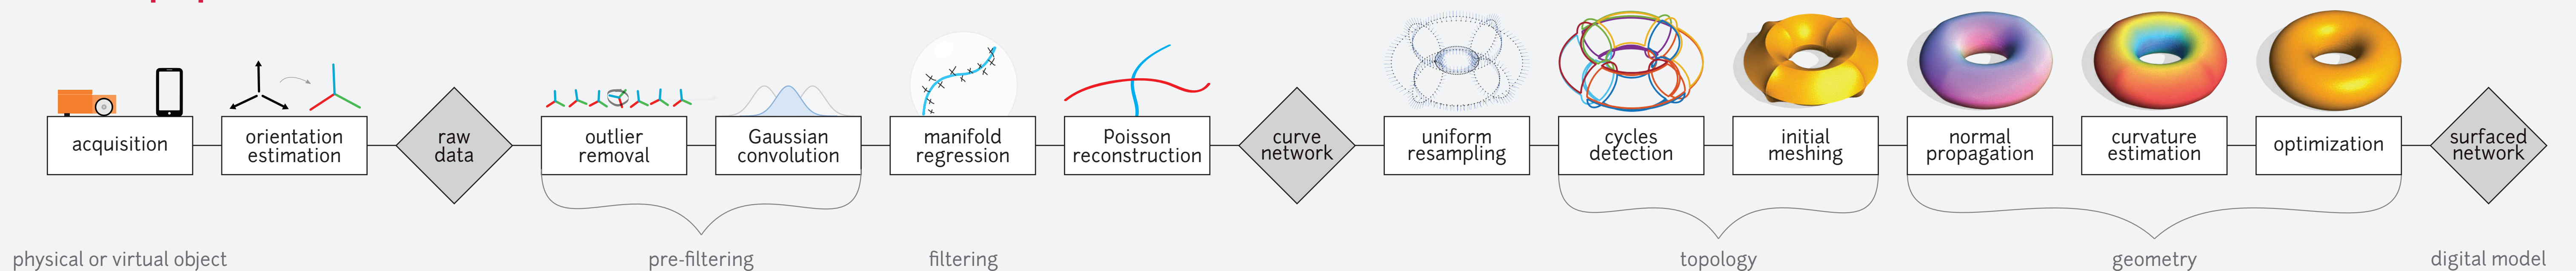 acquisition
orientation
estimation
raw
data
outlier
removal
Gaussian
convolution
manifold
regression
Poisson
reconstruction
curve
network
uniform
resampling
cycles
detection
initial
meshing
normal
propagation
curvature
estimation
optimization
surfaced
network
physical or virtual object
pre-filtering
filtering
topology
geometry
digital model